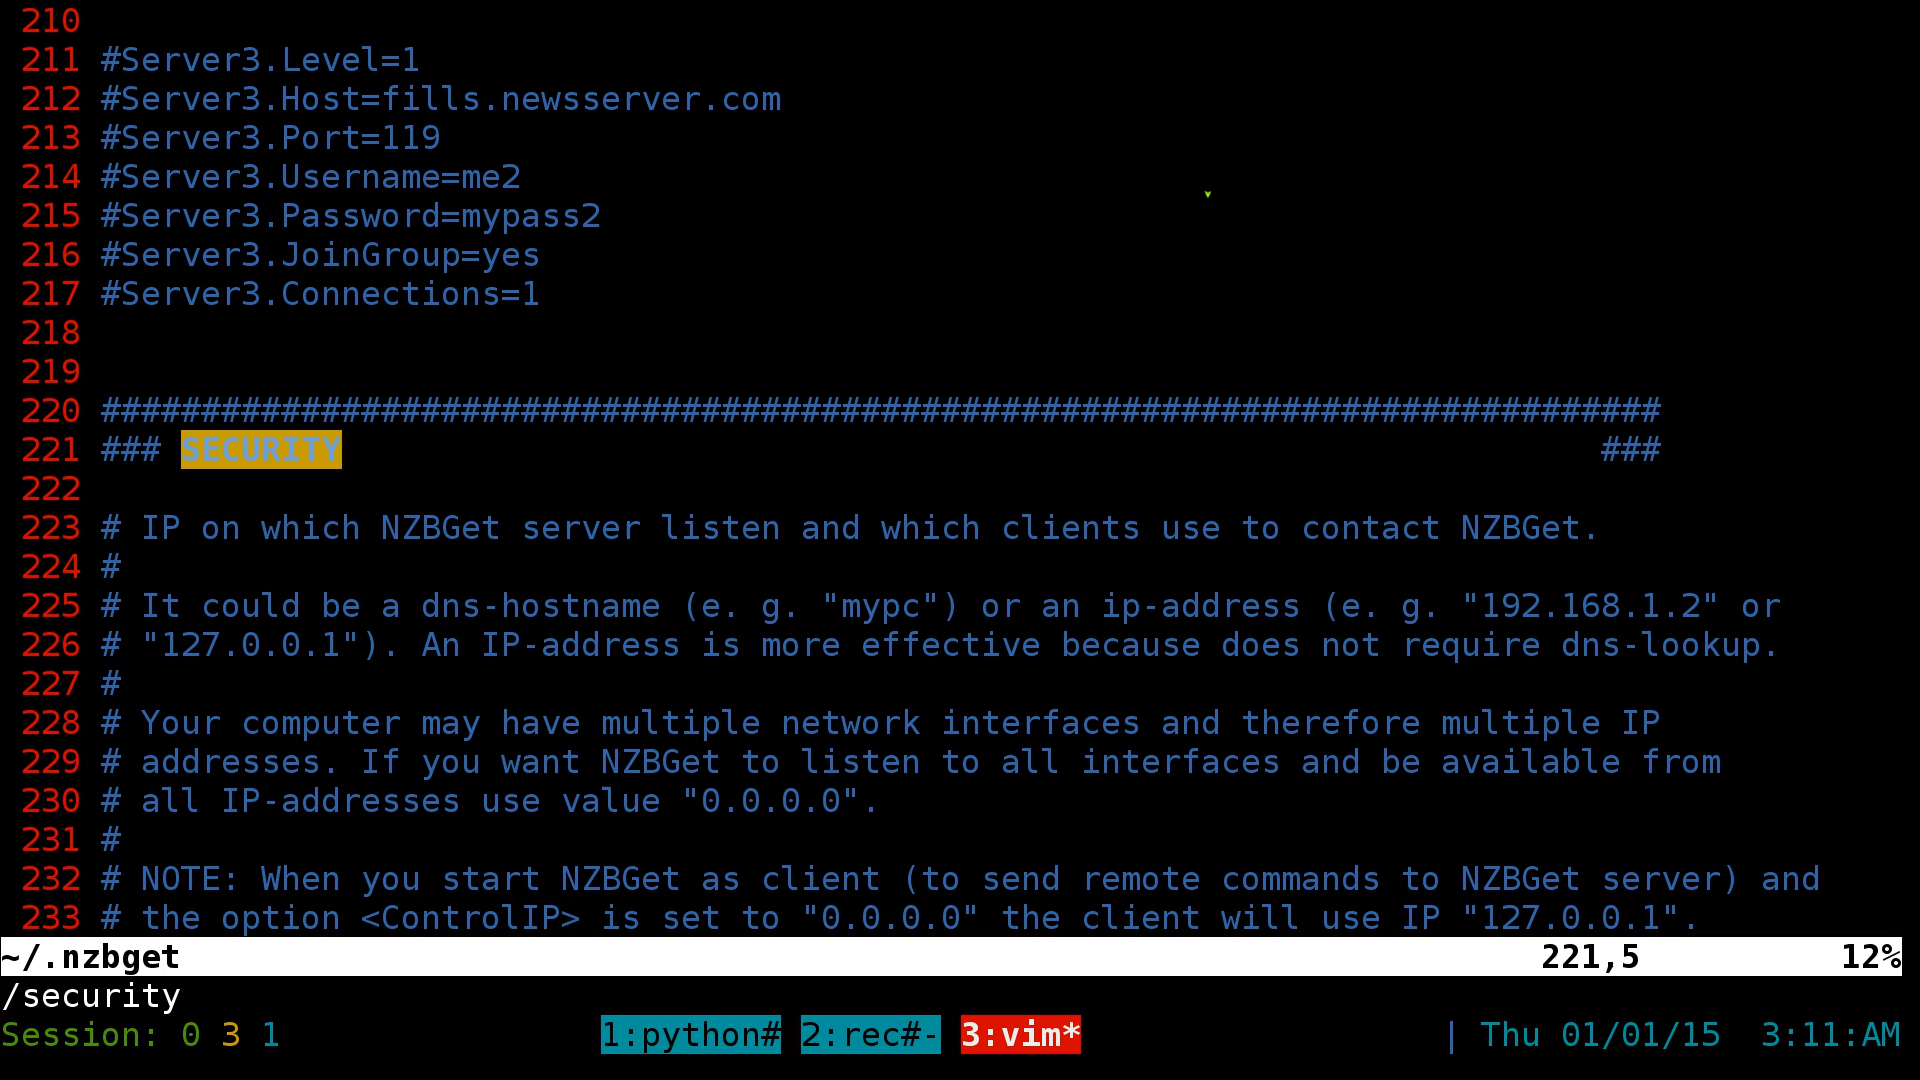 210
211 #Server3.Level=1
212 #Server3.Host=fills.newsserver.com
213 #Server3.Port=119
214 #Server3.Username=me2
215 #Server3.Password=mypass2
216 #Server3.JoinGroup=yes
217 #Server3.Connections=1
218
219
220 ##############################################################################
221 ### SECURITY                                                               ###
222
223 # IP on which NZBGet server listen and which clients use to contact NZBGet.
224 #
225 # It could be a dns-hostname (e. g. "mypc") or an ip-address (e. g. "192.168.1.2" or
226 # "127.0.0.1"). An IP-address is more effective because does not require dns-lookup.
227 #
228 # Your computer may have multiple network interfaces and therefore multiple IP
229 # addresses. If you want NZBGet to listen to all interfaces and be available from
230 # all IP-addresses use value "0.0.0.0".
231 #
232 # NOTE: When you start NZBGet as client (to send remote commands to NZBGet server) and
233 # the option <ControlIP> is set to "0.0.0.0" the client will use IP "127.0.0.1".
~/.nzbget 221,5 12%
/security
Session: 0 3 1 1:python# 2:rec#- 3:vim* | Thu 01/01/15 3:11:AM